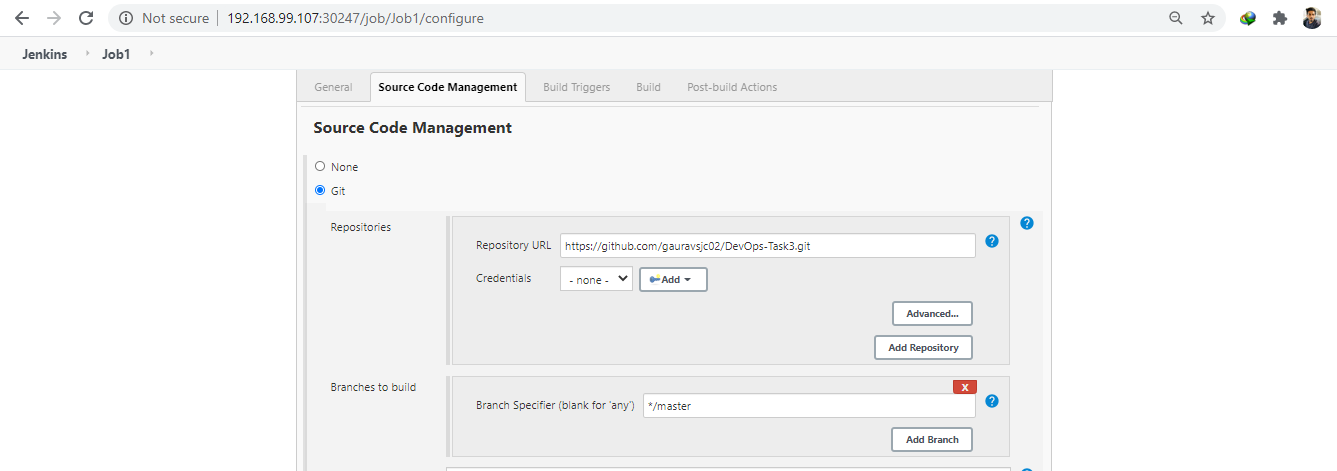 Not secure | 192.168.99.107:30247/job/Job1/configure
Jenkins Job1
General Source Code Management Build Triggers Build Post-build Actions
Source Code Management
None
Git
Repositories
Repository URL https://github.com/gauravsjc02/DevOps-Task3.git
Credentials - none - Add
Advanced...
Add Repository
Branches to build
X
Branch Specifier (blank for 'any') */master
Add Branch